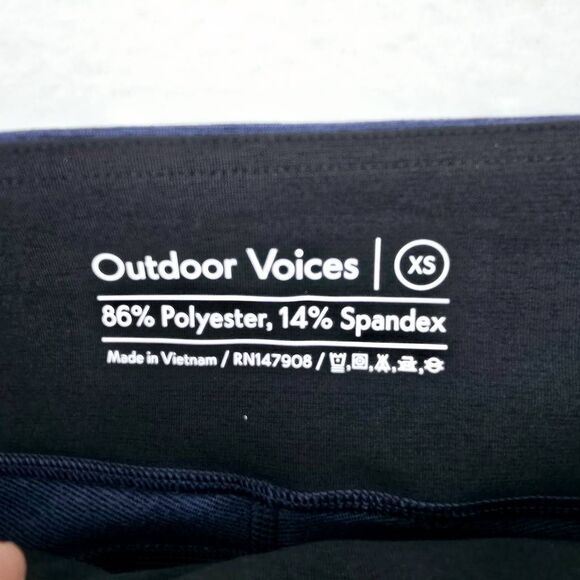 Outdoor Voices | XS
86% Polyester, 14% Spandex
Made in Vietnam / RN147908 /